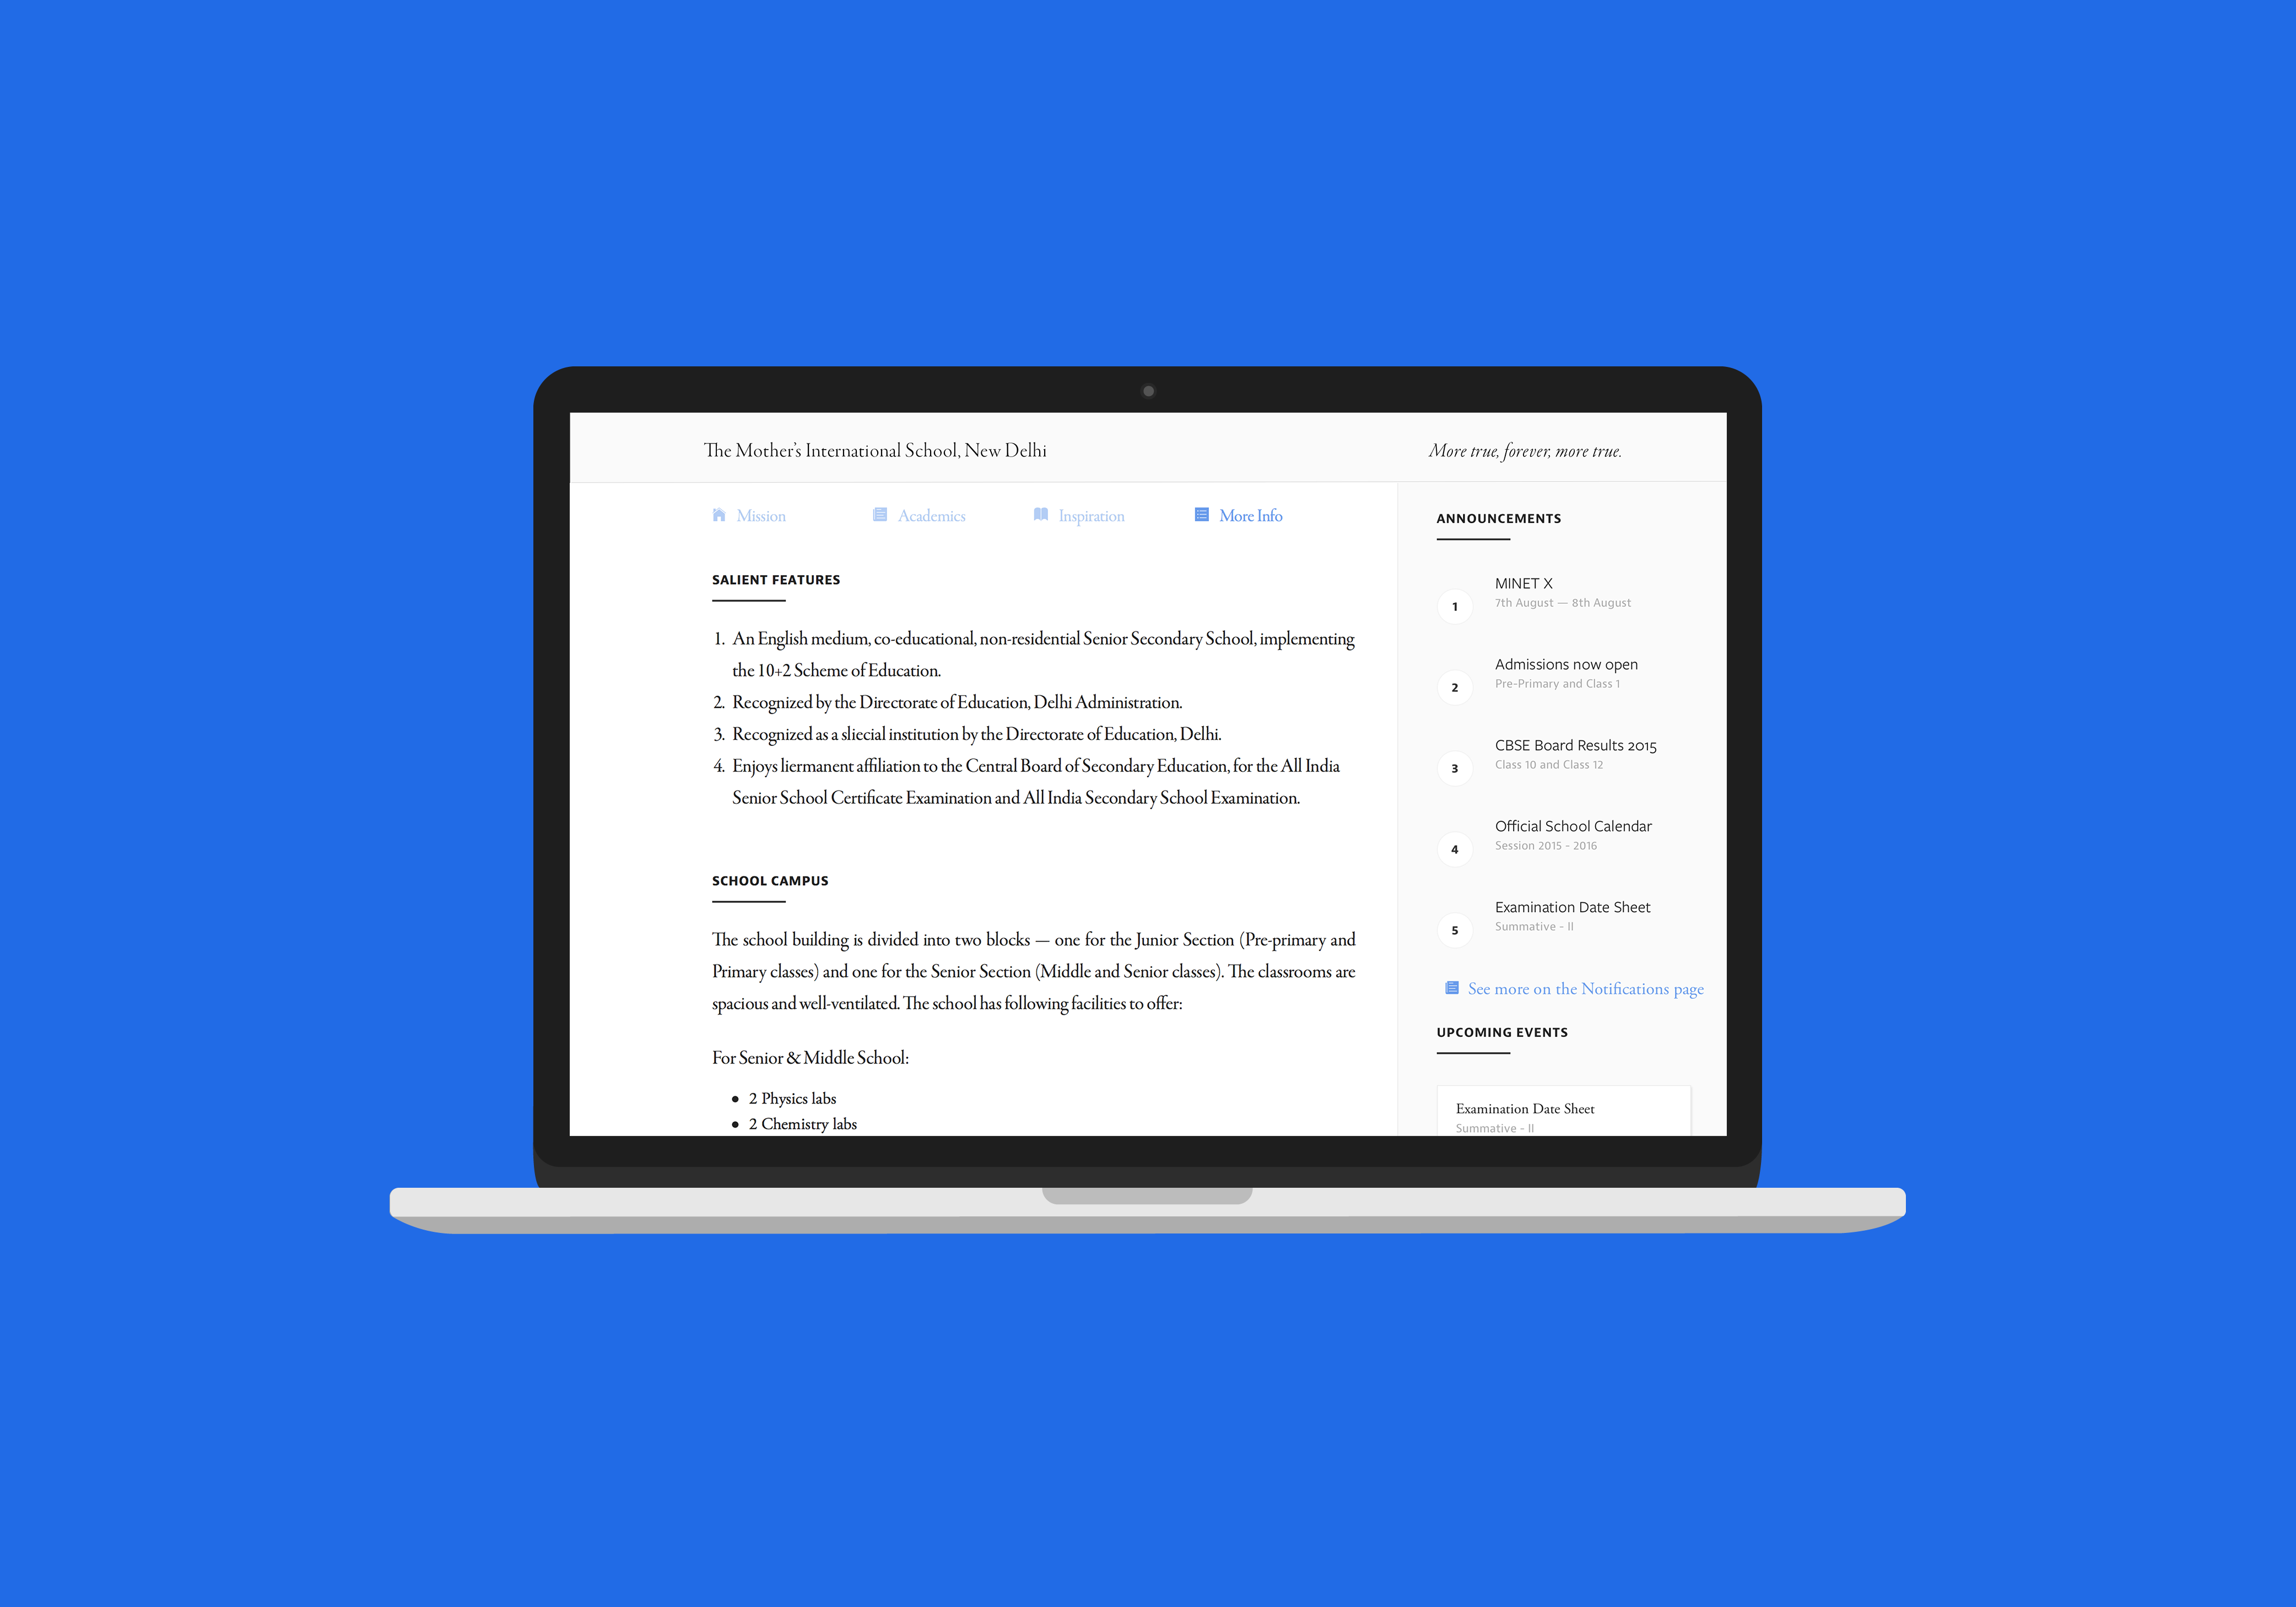 The Mother's International School, New Delhi
More true, forever, more true.
Mission
Academics
Inspiration
More Info
SALIENT FEATURES
1. An English medium, co-educational, non-residential Senior Secondary School, implementing
the 10+2 Scheme of Education.
2. Recognized by the Directorate of Education, Delhi Administration.
3. Recognized as a sliecial institution by the Directorate of Education, Delhi.
4. Enjoys liermanent affiliation to the Central Board of Secondary Education, for the All India
Senior School Certificate Examination and All India Secondary School Examination.
SCHOOL CAMPUS
The school building is divided into two blocks — one for the Junior Section (Pre-primary and
Primary classes) and one for the Senior Section (Middle and Senior classes). The classrooms are
spacious and well-ventilated. The school has following facilities to offer:
For Senior & Middle School:
• 2 Physics labs
• 2 Chemistry labs
ANNOUNCEMENTS
MINET X
1
7th August — 8th August
Admissions now open
2
Pre-Primary and Class 1
CBSE Board Results 2015
3
Class 10 and Class 12
Official School Calendar
4
Session 2015 - 2016
Examination Date Sheet
5
Summative - II
See more on the Notifications page
UPCOMING EVENTS
Examination Date Sheet
Summative - II